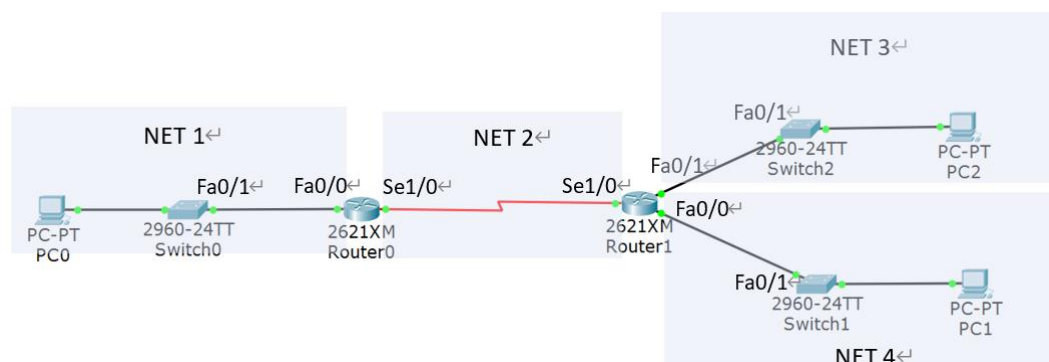 NET 3↵
NET 1↵
NET 2↵
Fa0/1↵
2960-24TT
Switch2
PC-PT
PC2
Fa0/1↵
Fa0/1↵
Fa0/0↵
Se1/0↵
Se1/0↵
Fa0/0↵
PC-PT
PC0
2960-24TT
Switch0
2621XM
Router0
2621XM
Router1
Fa0/1↵
2960-24TT
Switch1
PC-PT
PC1
NET 4↵